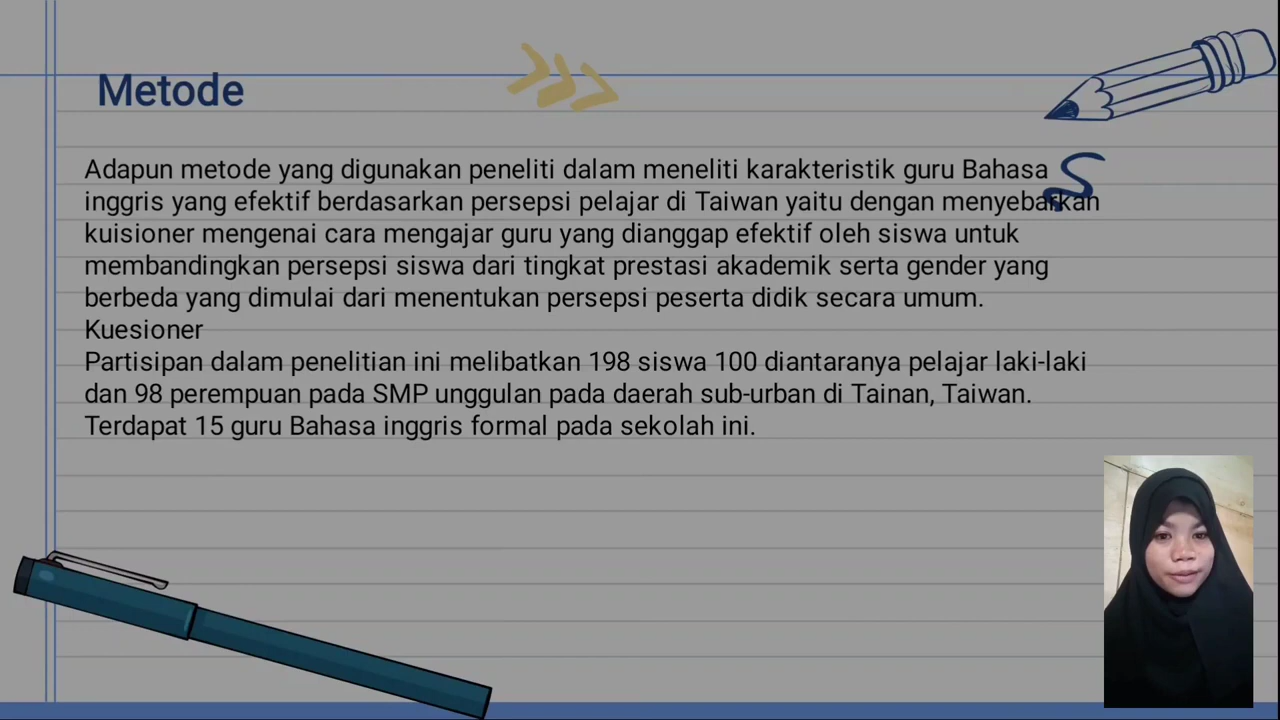 Metode
Adapun metode yang digunakan peneliti dalam meneliti karakteristik guru Bahasa
inggris yang efektif berdasarkan persepsi pelajar di Taiwan yaitu dengan menyebarkan
kuisioner mengenai cara mengajar guru yang dianggap efektif oleh siswa untuk
membandingkan persepsi siswa dari tingkat prestasi akademik serta gender yang
berbeda yang dimulai dari menentukan persepsi peserta didik secara umum.
Kuesioner
Partisipan dalam penelitian ini melibatkan 198 siswa 100 diantaranya pelajar laki-laki
dan 98 perempuan pada SMP unggulan pada daerah sub-urban di Tainan, Taiwan.
Terdapat 15 guru Bahasa inggris formal pada sekolah ini.